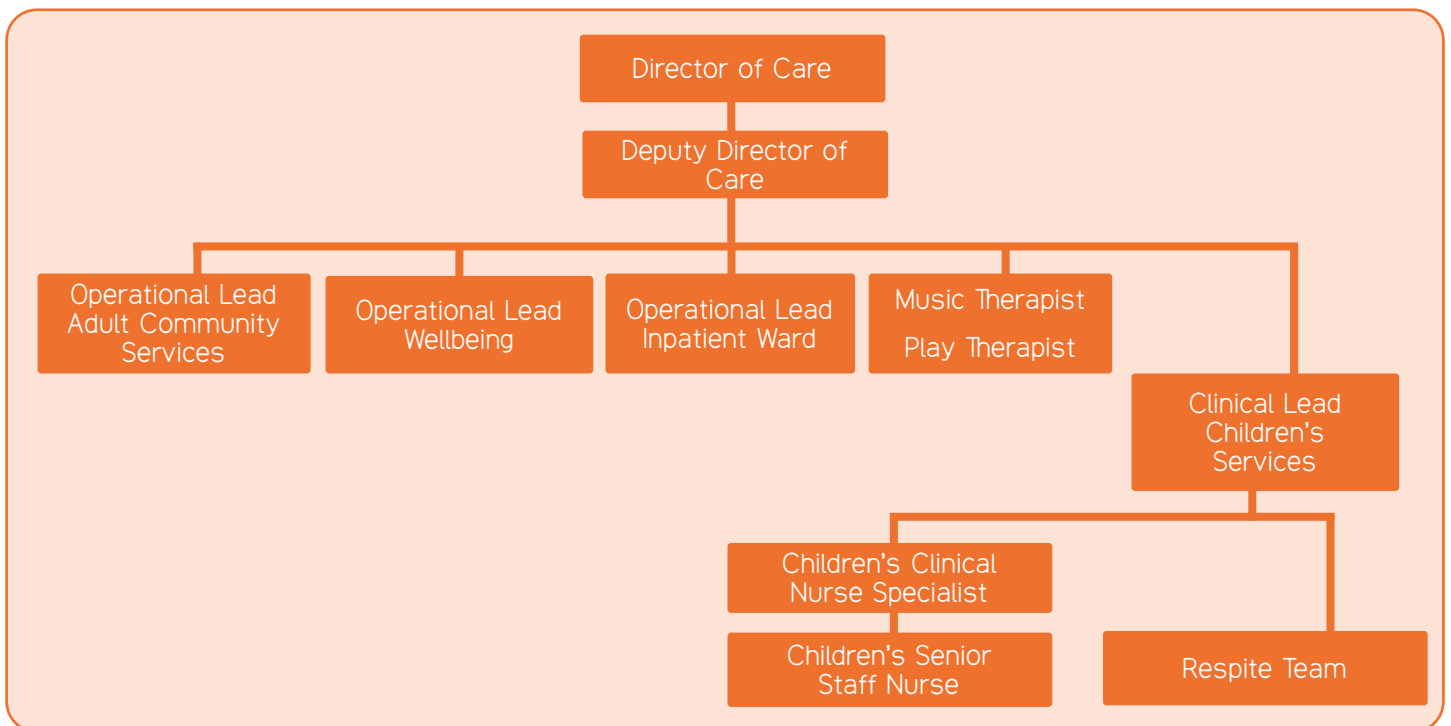 Director of Care
Deputy Director of
Care
Operational Lead
Adult Community
Services
Operational Lead
Wellbeing
Operational Lead
Inpatient Ward
Music Therapist
Play Therapist
Clinical Lead
Children’s
Services
Children’s Clinical
Nurse Specialist
Children’s Senior
Staff Nurse
Respite Team